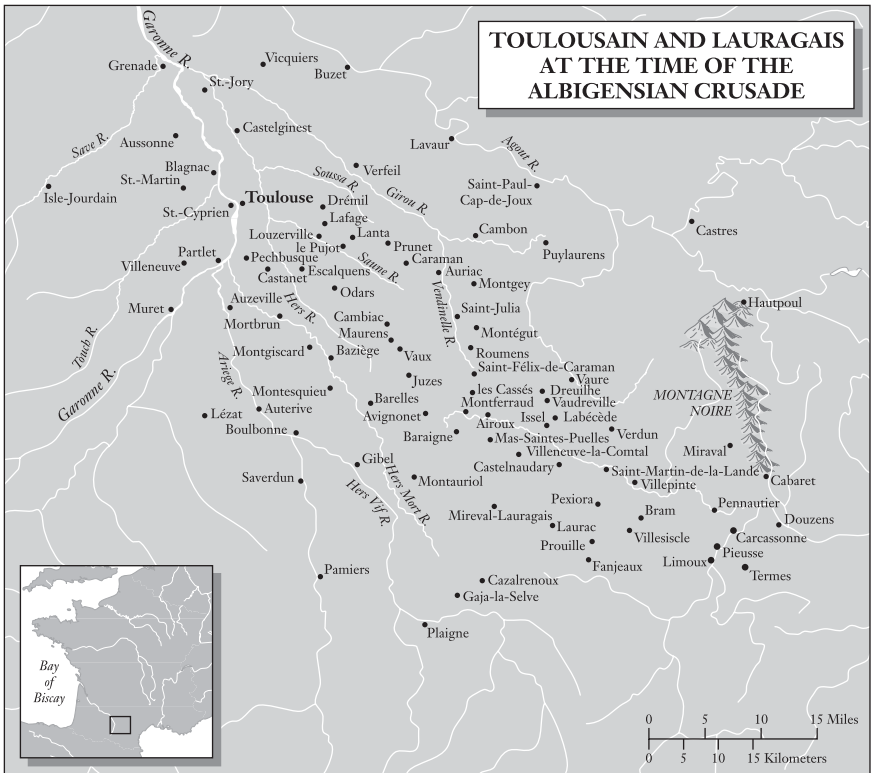 TOULOUSAIN AND LAURAGAIS
AT THE TIME OF THE
ALBIGENSIAN CRUSADE
Garonne R.
Grenade
Vicquiers
Buzet
St.-Jory
Castelginest
Save R.
Aussonne
Lavaur
Agout R.
Blagnac
St.-Martin
Verfeil
Isle-Jourdain
Soussa R.
Girou R.
Saint-Paul-
Cap-de-Joux
Toulouse
St.-Cyprien
Drémil
Lafage
Castres
Louzerville
Lanta
Cambon
le Pujot
Prunet
Puylaurens
Partlet
Pechbusque
Villeneuve
Saune R.
Caraman
Castanet
Escalquens
Auriac
Montgey
Odars
Vendinelle R.
Hautpoul
Auzeville
Hers R.
Muret
Saint-Julia
Mortbrun
Cambiac
Touch R.
Maurens
Montégut
Montgiscard
Baziège
Vaux
Roumens
Ariege R.
Saint-Félix-de-Caraman
Garonne R.
Juzes
Vaure
Montesquieu
les Cassés
Dreuilhe
MONTAGNE
NOIRE
Barelles
Montferraud
Vaudreville
Lézat
Auterive
Avignonet
Airoux
Issel
Labécède
Boulbonne
Baraigne
Mas-Saintes-Puelles
Verdun
Villeneuve-la-Comtal
Miraval
Gibel
Castelnaudary
Saint-Martin-de-la-Lande
Saverdun
Hers Mort R.
Montauriol
Villepinte
Cabaret
Hers Vif R.
Pexiora
Pennautier
Mireval-Lauragais
Bram
Douzens
Laurac
Villesiscle
Carcassonne
Prouille
Pieusse
Limoux
Fanjeaux
Termes
Pamiers
Cazalrenoux
Gaja-la-Selve
Plaigne
Bay
of
Biscay
0 5 10 15 Miles
0 5 10 15 Kilometers